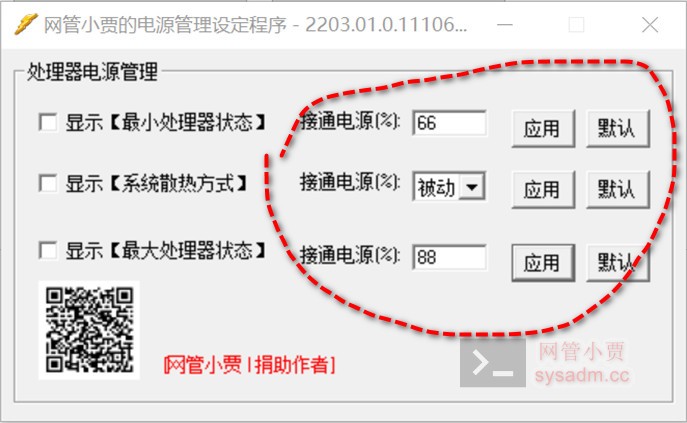 网管小贾的电源管理设定程序 - 2203.01.0.11106...
处理器电源管理
显示【最小处理器状态】 接通电源(%): 66 应用 默认
显示【系统散热方式】 接通电源(%): 被动 应用 默认
显示【最大处理器状态】 接通电源(%): 88 应用 默认
[网管小贾 | 捐助作者]
网管小贾
sysadm.cc